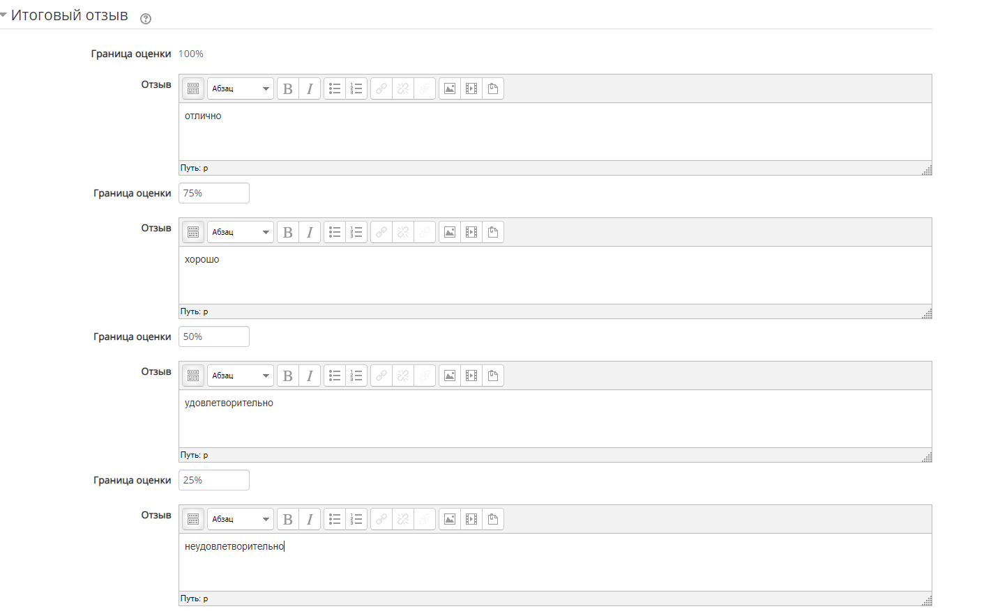 Итоговый отзыв
Граница оценки 100%
Отзыв
Абзац B I
отлично
Путь: p
Граница оценки 75%
Отзыв
Абзац B I
хорошо
Путь: p
Граница оценки 50%
Отзыв
Абзац B I
удовлетворительно
Путь: p
Граница оценки 25%
Отзыв
Абзац B I
неудовлетворительно
Путь: p